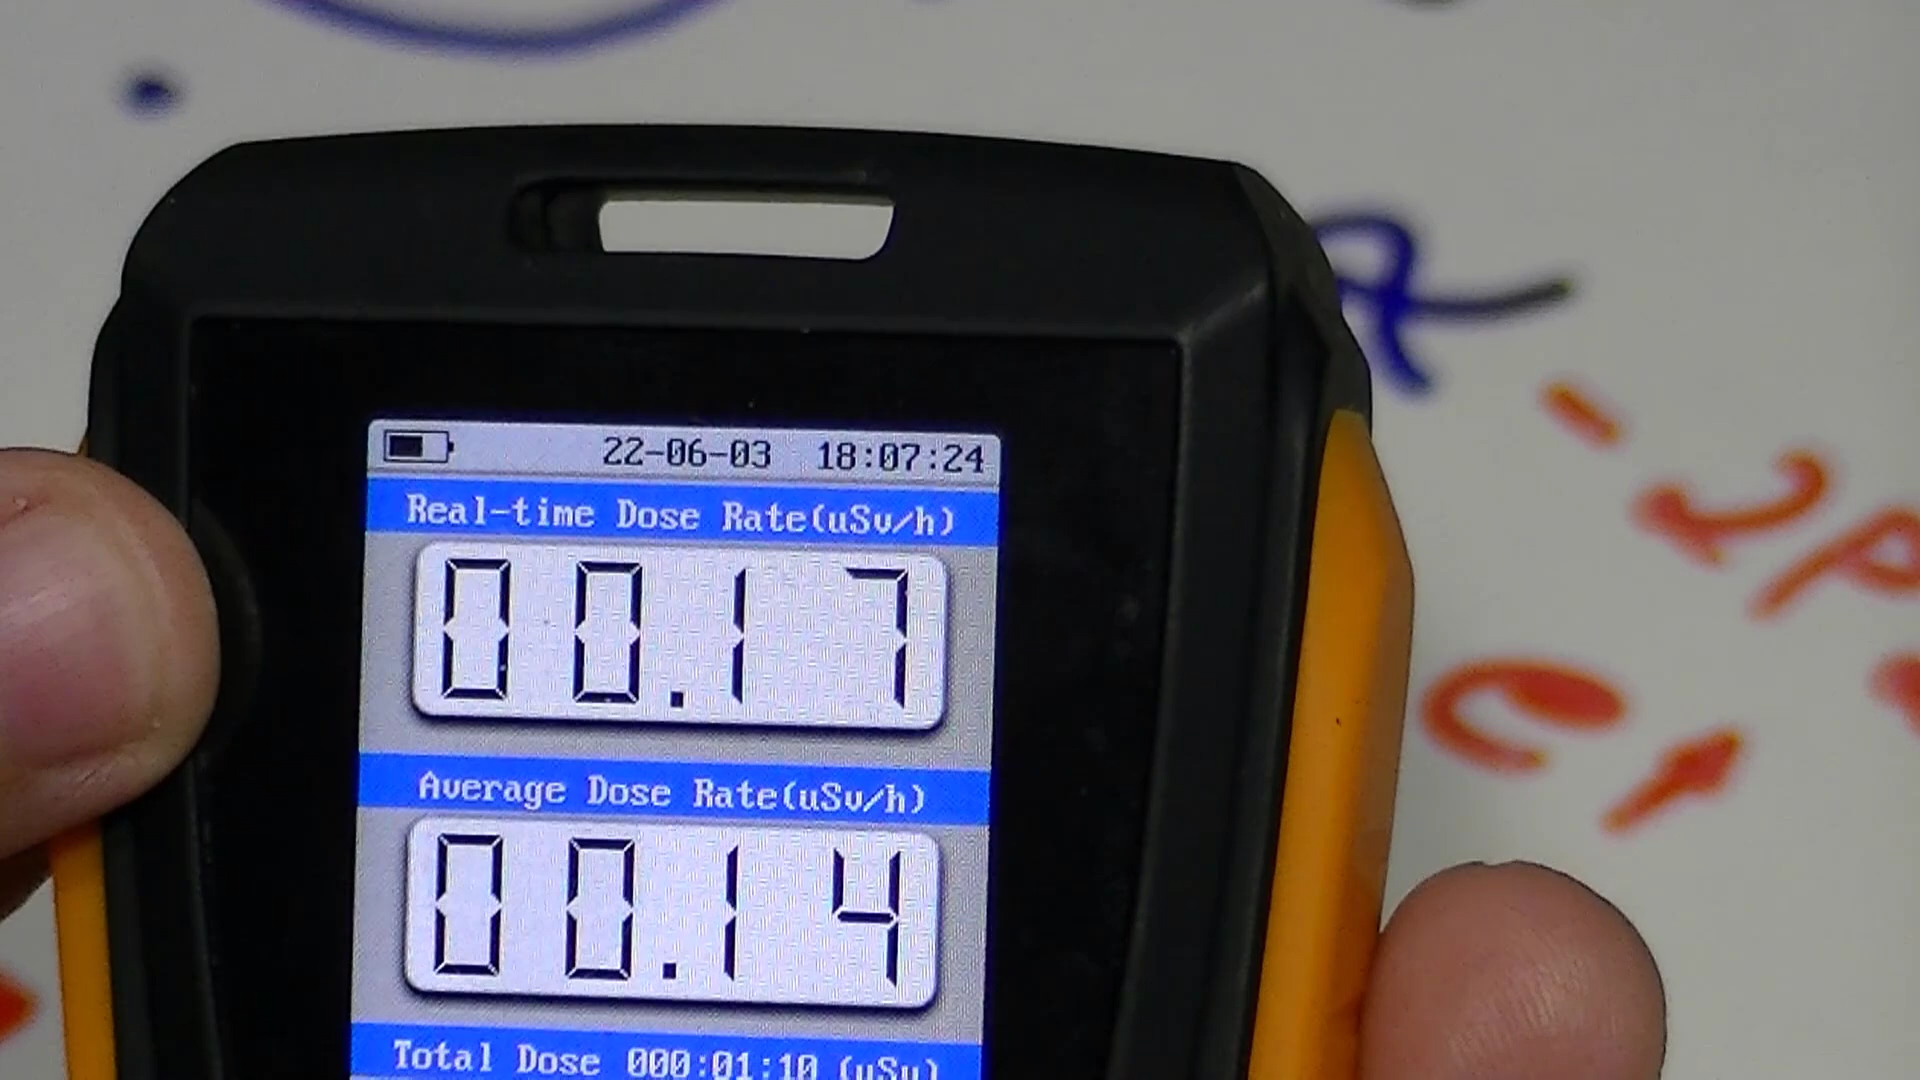 22-06-03 18:07:24
Real-time Dose Rate(uSv/h)
00.17
Average Dose Rate(uSv/h)
00.14
Total Dose 000:01:10 (uSv)